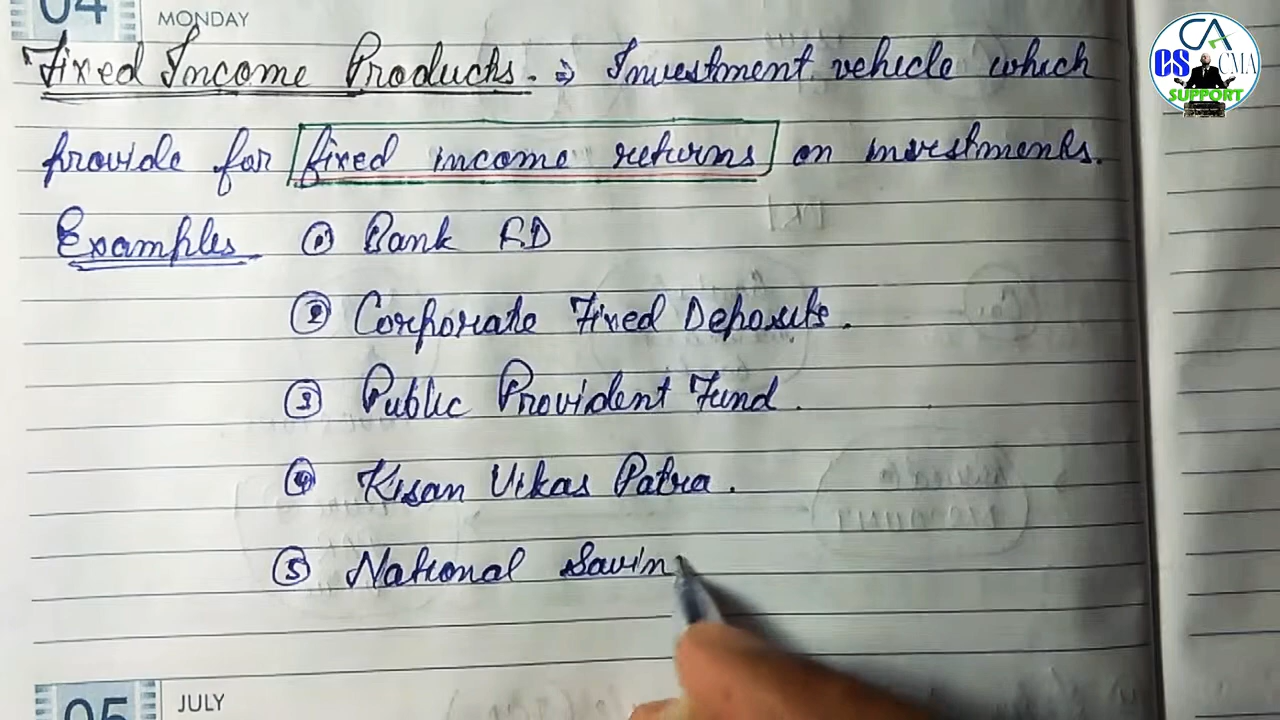 04 MONDAY
Fixed Income Products. ⇒ Investment vehicle which
provide for fixed income returns on investments.
Examples ① Bank FD
② Corporate Fixed Deposits.
③ Public Provident Fund.
④ Kisan Vikas Patra.
⑤ National Savin
05 JULY
CA
CS CMA
SUPPORT